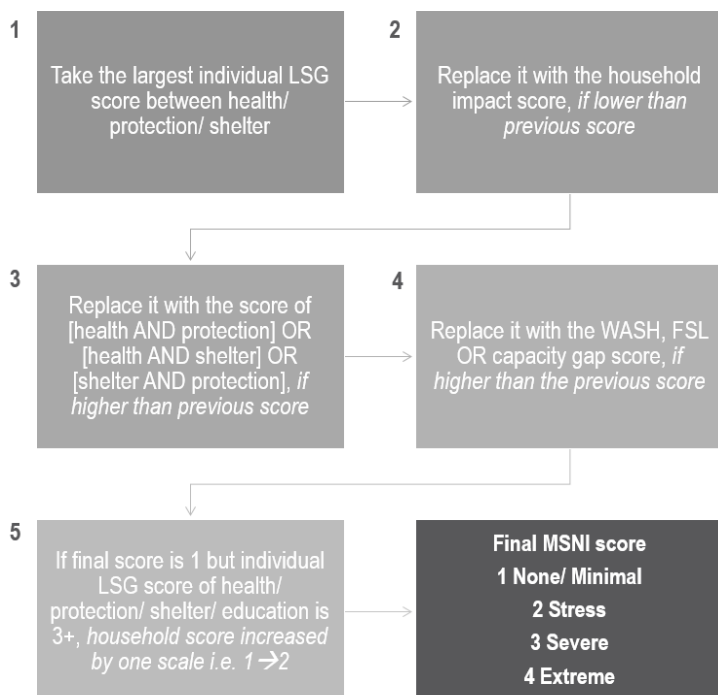 1
Take the largest individual LSG
score between health/
protection/ shelter
2
Replace it with the household
impact score, if lower than
previous score
3
Replace it with the score of
[health AND protection] OR
[health AND shelter] OR
[shelter AND protection], if
higher than previous score
4
Replace it with the WASH, FSL
OR capacity gap score, if
higher than the previous score
5
If final score is 1 but individual
LSG score of health/
protection/ shelter/ education is
3+, household score increased
by one scale i.e. 1→2
Final MSNI score
1 None/ Minimal
2 Stress
3 Severe
4 Extreme